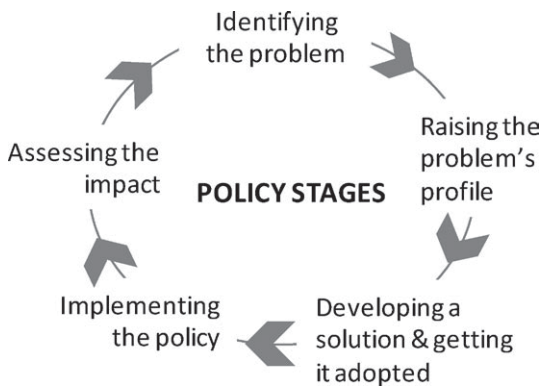 Identifying
the problem
Raising the
problem's
profile
Developing a
solution & getting
it adopted
Implementing
the policy
Assessing the
impact
POLICY STAGES